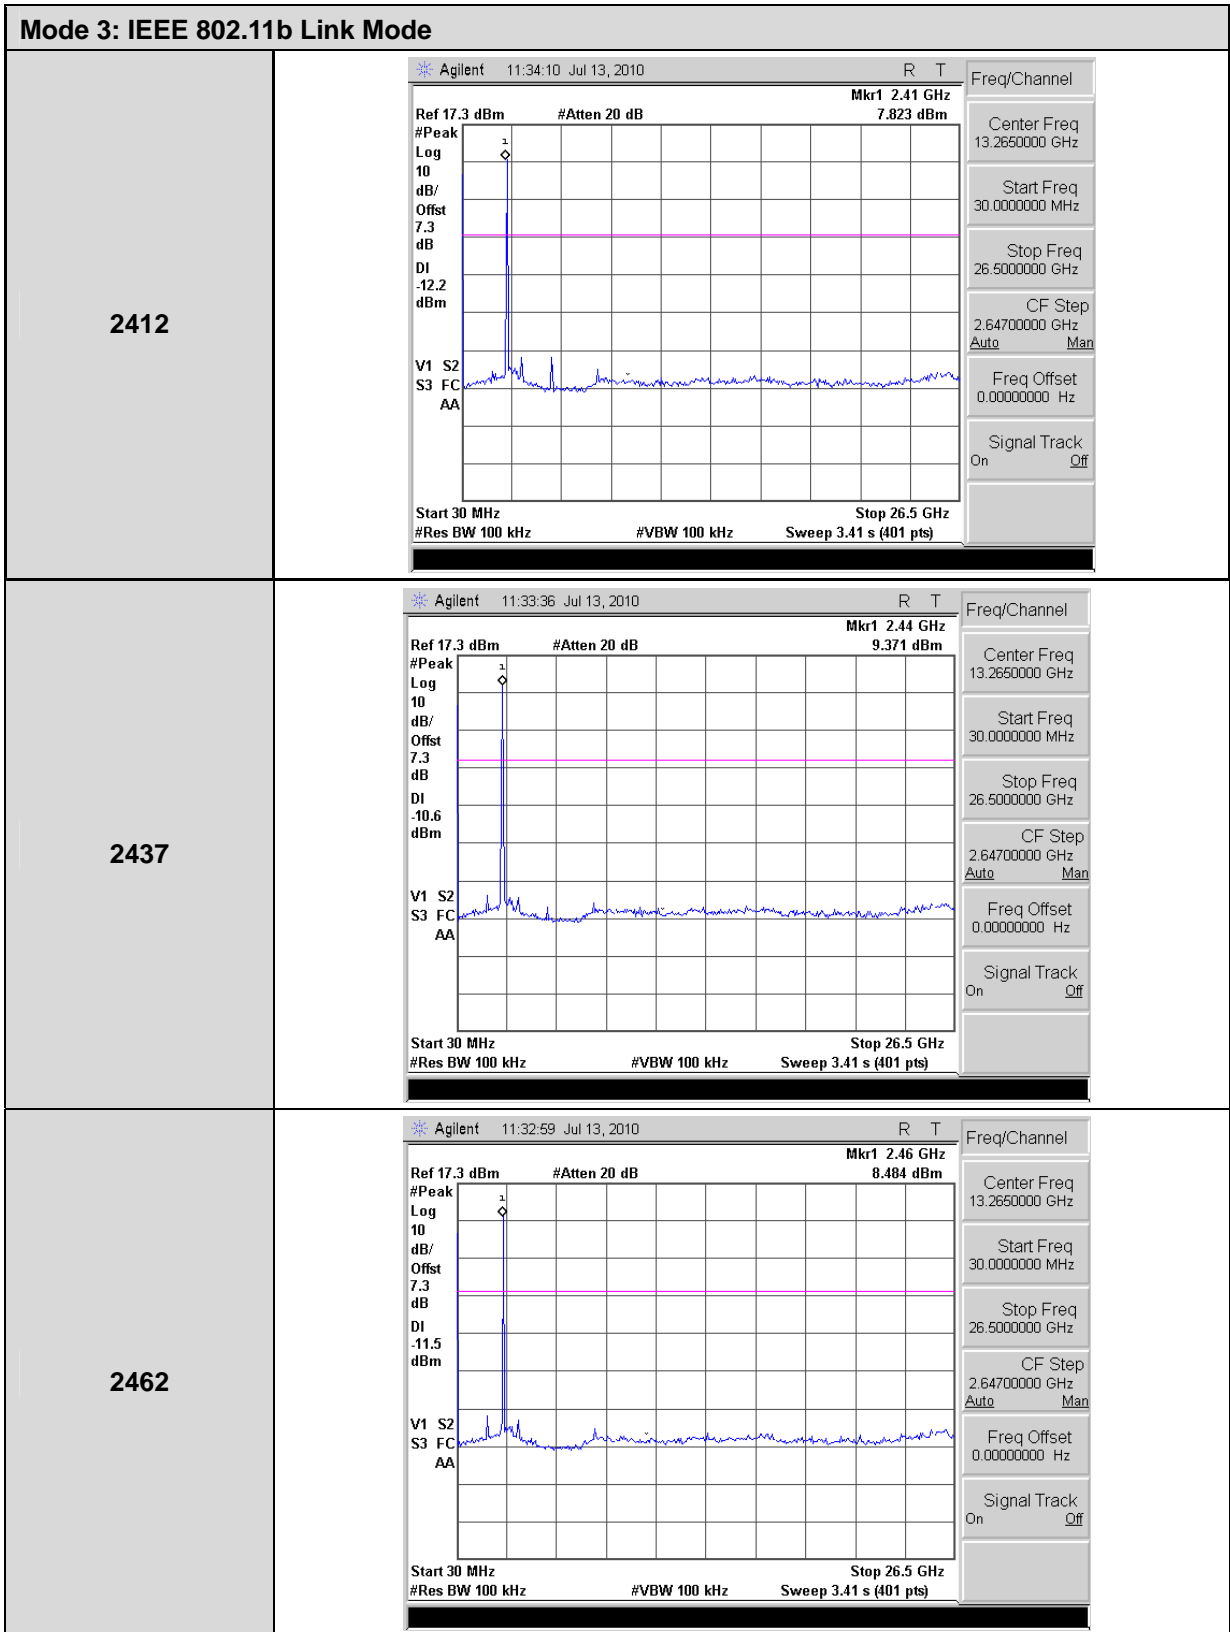 Mode 3: IEEE 802.11b Link Mode
2412
Agilent 11:34:10 Jul 13, 2010 R T
Mkr1 2.41 GHz
Ref 17.3 dBm #Atten 20 dB 7.823 dBm
#Peak
Log
10
dB/
Offst
7.3
dB
DI
-12.2
dBm
V1 S2
S3 FC
AA
1
Start 30 MHz Stop 26.5 GHz
#Res BW 100 kHz #VBW 100 kHz Sweep 3.41 s (401 pts)
Freq/Channel
Center Freq
13.2650000 GHz
Start Freq
30.0000000 MHz
Stop Freq
26.5000000 GHz
CF Step
2.64700000 GHz
Auto Man
Freq Offset
0.00000000 Hz
Signal Track
On Off
2437
Agilent 11:33:36 Jul 13, 2010 R T
Mkr1 2.44 GHz
Ref 17.3 dBm #Atten 20 dB 9.371 dBm
#Peak
Log
10
dB/
Offst
7.3
dB
DI
-10.6
dBm
V1 S2
S3 FC
AA
1
Start 30 MHz Stop 26.5 GHz
#Res BW 100 kHz #VBW 100 kHz Sweep 3.41 s (401 pts)
Freq/Channel
Center Freq
13.2650000 GHz
Start Freq
30.0000000 MHz
Stop Freq
26.5000000 GHz
CF Step
2.64700000 GHz
Auto Man
Freq Offset
0.00000000 Hz
Signal Track
On Off
2462
Agilent 11:32:59 Jul 13, 2010 R T
Mkr1 2.46 GHz
Ref 17.3 dBm #Atten 20 dB 8.484 dBm
#Peak
Log
10
dB/
Offst
7.3
dB
DI
-11.5
dBm
V1 S2
S3 FC
AA
1
Start 30 MHz Stop 26.5 GHz
#Res BW 100 kHz #VBW 100 kHz Sweep 3.41 s (401 pts)
Freq/Channel
Center Freq
13.2650000 GHz
Start Freq
30.0000000 MHz
Stop Freq
26.5000000 GHz
CF Step
2.64700000 GHz
Auto Man
Freq Offset
0.00000000 Hz
Signal Track
On Off